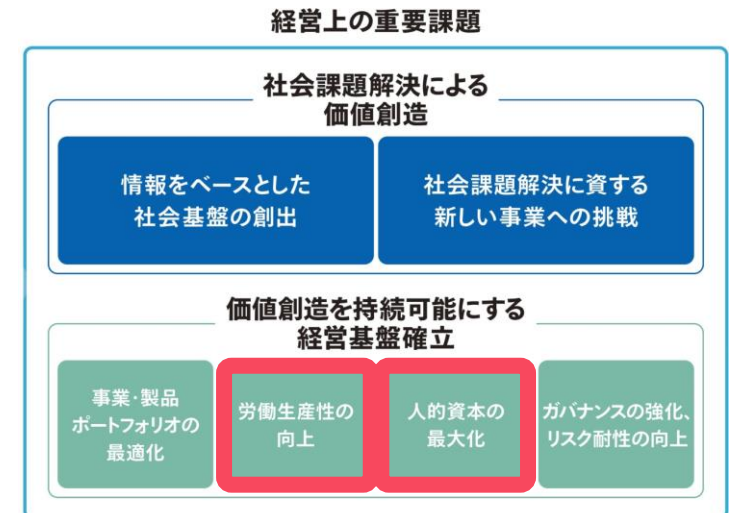 経営上の重要課題
社会課題解決による
価値創造
情報をベースとした
社会基盤の創出
社会課題解決に資する
新しい事業への挑戦
価値創造を持続可能にする
経営基盤確立
事業・製品
ポートフォリオの
最適化
労働生産性の
向上
人的資本の
最大化
ガバナンスの強化、
リスク耐性の向上